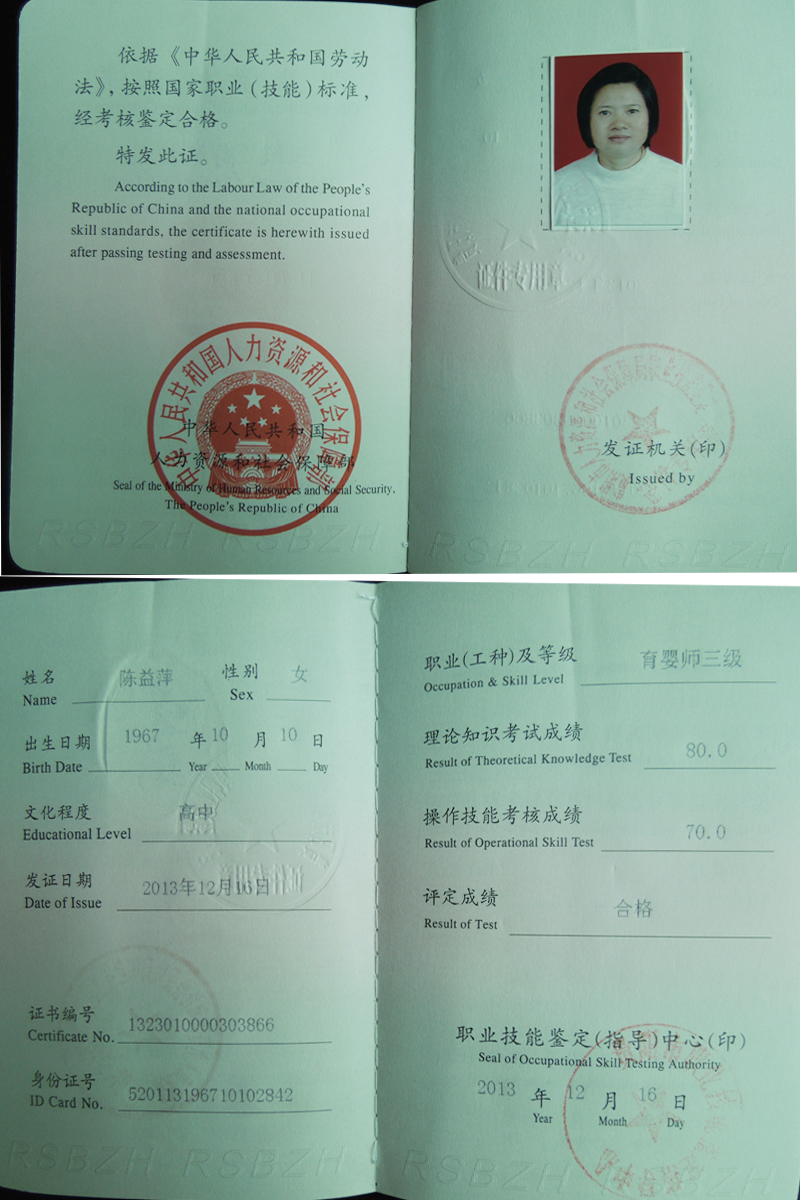 依据《中华人民共和国劳动
法》,按照国家职业(技能)标准,
经考核鉴定合格。
特发此证。
According to the Labour Law of the People's
Republic of China and the national occupational
skill standards, the certificate is herewith issued
after passing testing and assessment.
中华人民共和国人力资源和社会保障部
中华人民共和国
人力资源和社会保障部
Seal of the Ministry of Human Resources and Social Security,
The People's Republic of China
RSBZH RSBZH
证件专用章
发证机关(印)
Issued by
RSBZH RSBZH
姓名 陈益萍 性别 女
Name Sex
出生日期 1967 年 10 月 10 日
Birth Date Year Month Day
文化程度 高中
Educational Level
发证日期 2013年12月16日
Date of Issue
证件专用章
证书编号 1323010000303866
Certificate No.
身份证号 520113196710102842
ID Card No.
RSBZH RSBZH
职业(工种)及等级 育婴师三级
Occupation & Skill Level
理论知识考试成绩 80.0
Result of Theoretical Knowledge Test
操作技能考核成绩 70.0
Result of Operational Skill Test
评定成绩 合格
Result of Test
职业技能鉴定(指导)中心(印)
Seal of Occupational Skill Testing Authority
2013 年 12 月 16 日
Year Month Day
RSBZH RSBZH